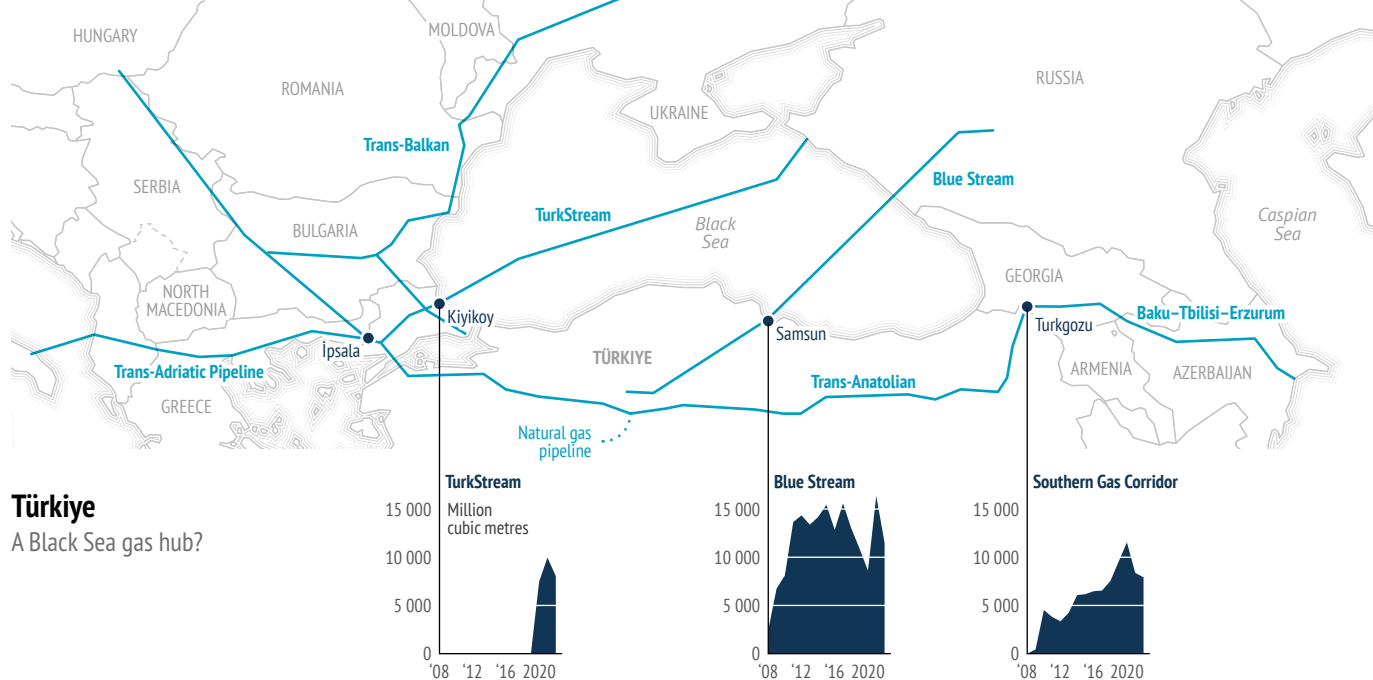 HUNGARY
MOLDOVA
ROMANIA
RUSSIA
UKRAINE
Trans-Balkan
SERBIA
Blue Stream
TurkStream
Black
Sea
Caspian
Sea
BULGARIA
GEORGIA
NORTH
MACEDONIA
Kiyikoy
Samsun
Turkgozu
Baku–Tbilisi–Erzurum
İpsala
TÜRKİYE
Trans-Adriatic Pipeline
Trans-Anatolian
ARMENIA
AZERBAIJAN
GREECE
Natural gas
pipeline
Türkiye
A Black Sea gas hub?
TurkStream
Million
cubic metres
15 000
10 000
5 000
0
'08 '12 '16 2020
Blue Stream
15 000
10 000
5 000
0
'08 '12 '16 2020
Southern Gas Corridor
15 000
10 000
5 000
0
'08 '12 '16 2020